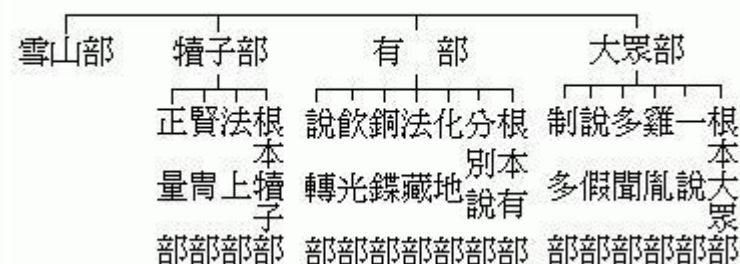 雪山部
犢子部
有部
大眾部
根本犢子部
法上部
賢冑部
正量部
根本有部
分別說部
化地部
法藏部
銅鍱部
飲光部
說轉部
根本大眾部
一說部
雞胤部
多聞部
說假部
制多部